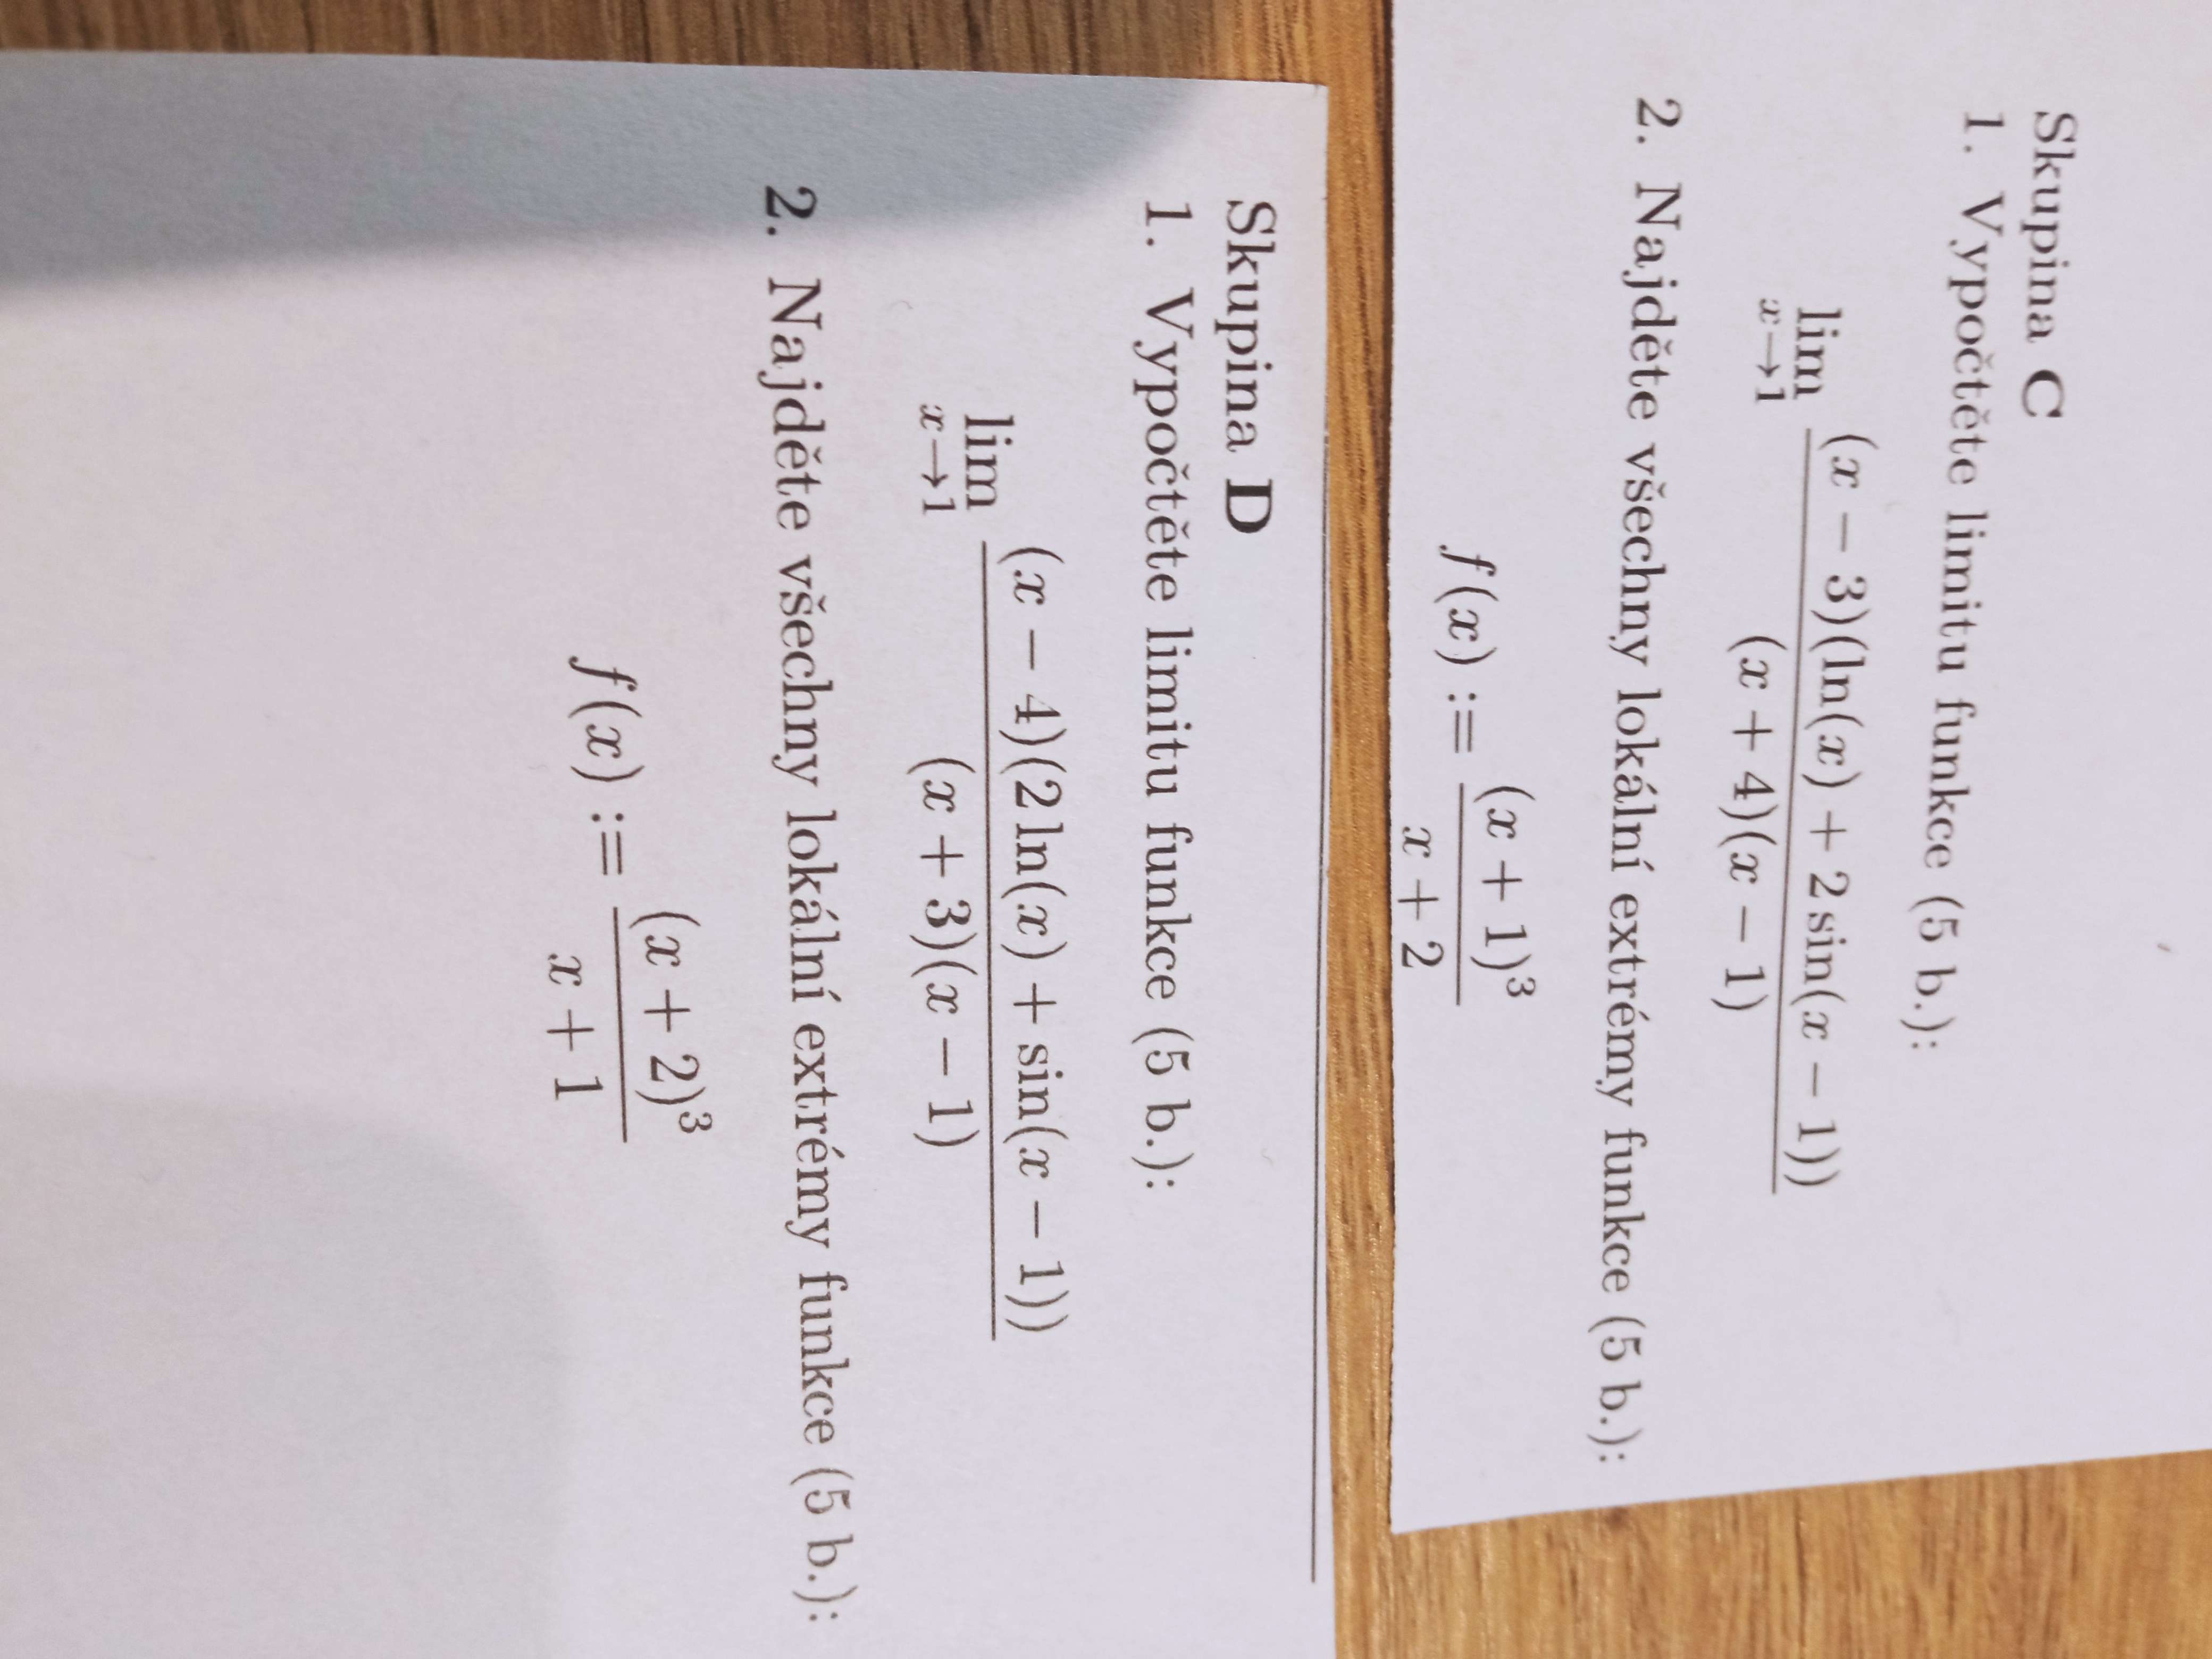 Skupina C
1. Vypočtěte limitu funkce (5 b.):
lim_{x→1} \frac{(x − 3)(ln(x) + 2 sin(x − 1))}{(x + 4)(x − 1)}
2. Najděte všechny lokální extrémy funkce (5 b.):
f(x) := \frac{(x + 1)^3}{x + 2}
Skupina D
1. Vypočtěte limitu funkce (5 b.):
lim_{x→1} \frac{(x − 4)(2 ln(x) + sin(x − 1))}{(x + 3)(x − 1)}
2. Najděte všechny lokální extrémy funkce (5 b.):
f(x) := \frac{(x + 2)^3}{x + 1}